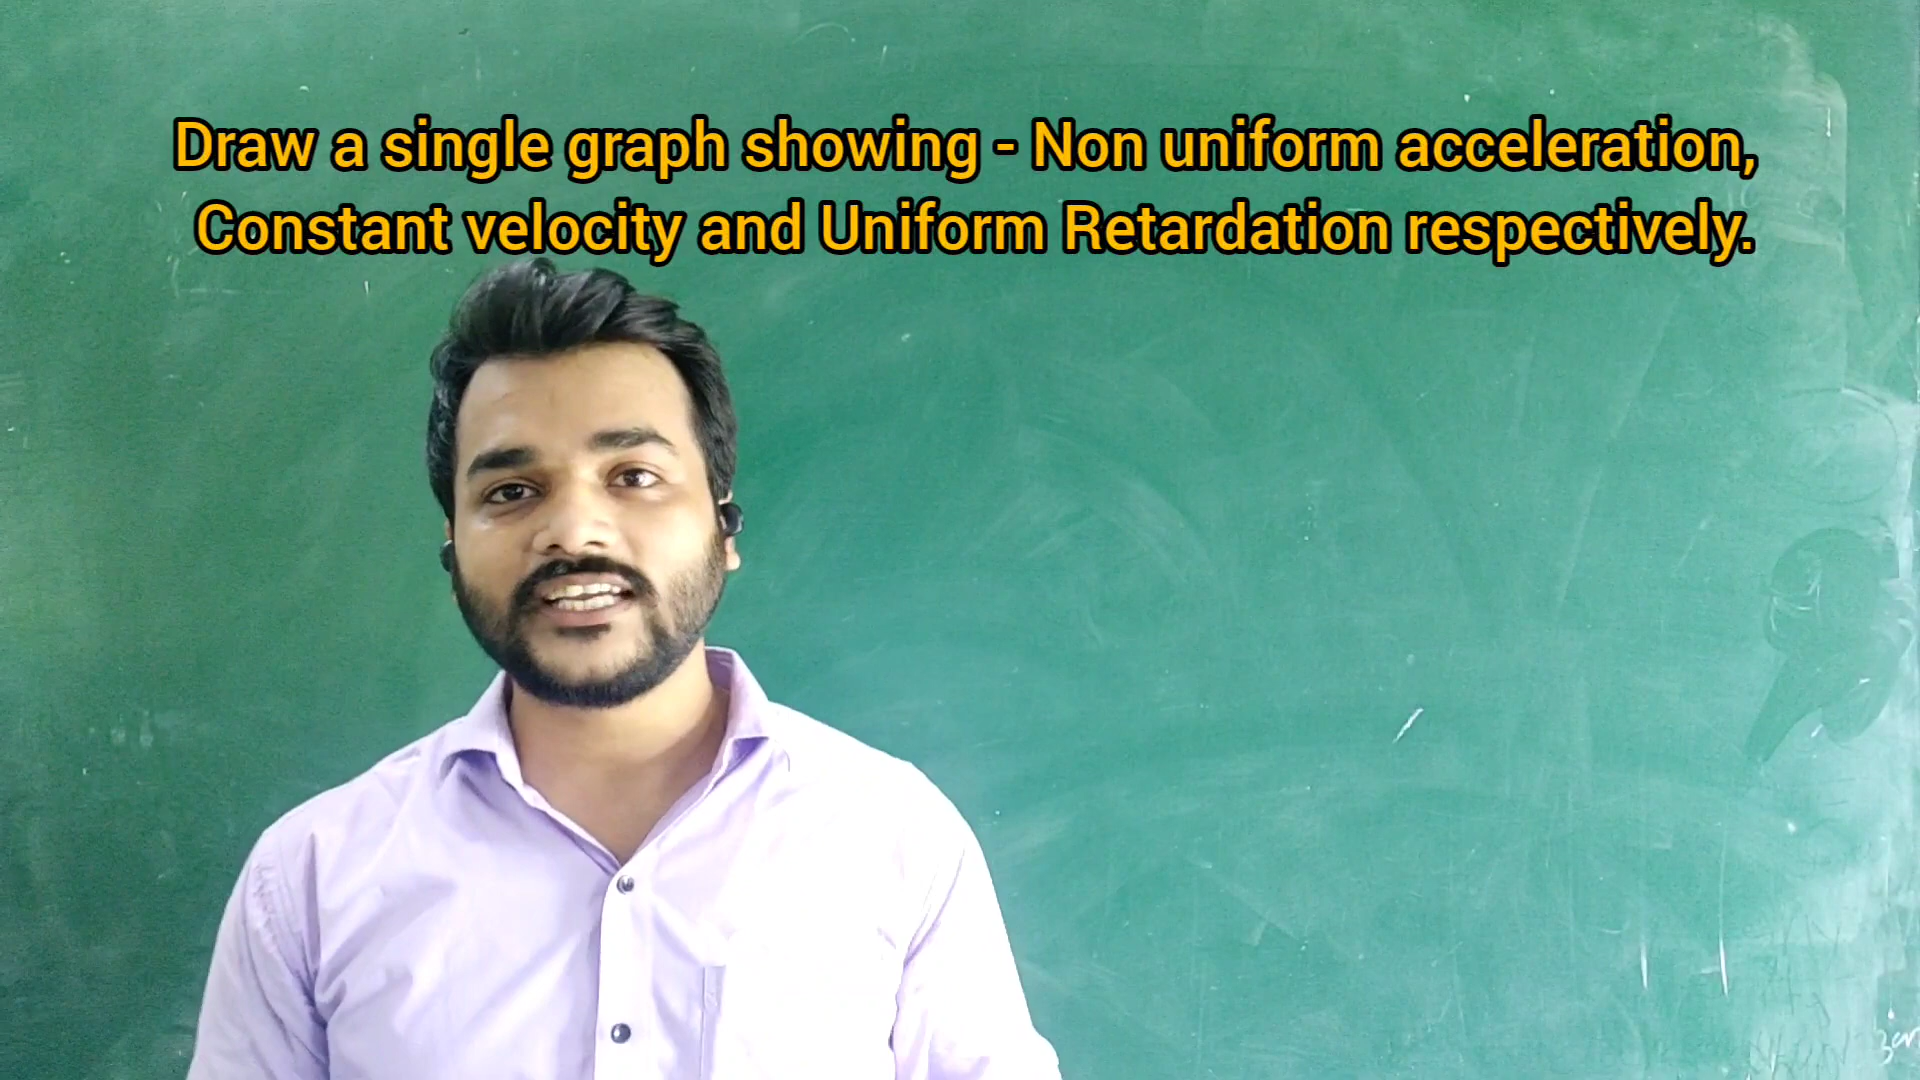 Draw a single graph showing - Non uniform acceleration,
Constant velocity and Uniform Retardation respectively.